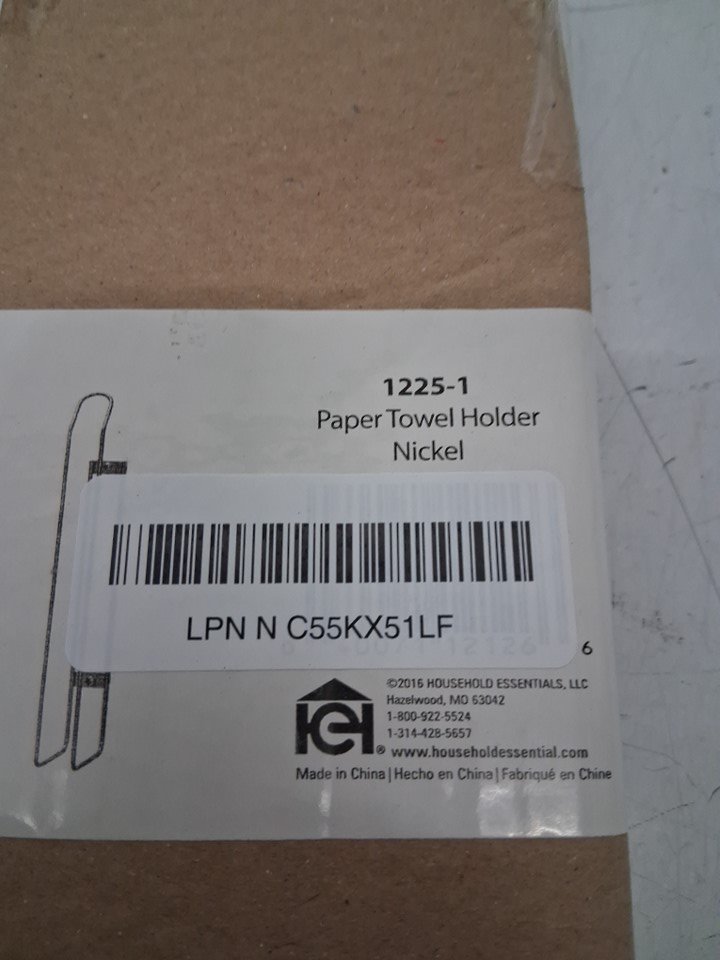 1225-1
Paper Towel Holder
Nickel
LPN N C55KX51LF
12126
6
©2016 HOUSEHOLD ESSENTIALS, LLC
Hazelwood, MO 63042
1-800-922-5524
1-314-428-5657
® www.householdessential.com
Made in China | Hecho en China | Fabriqué en Chine